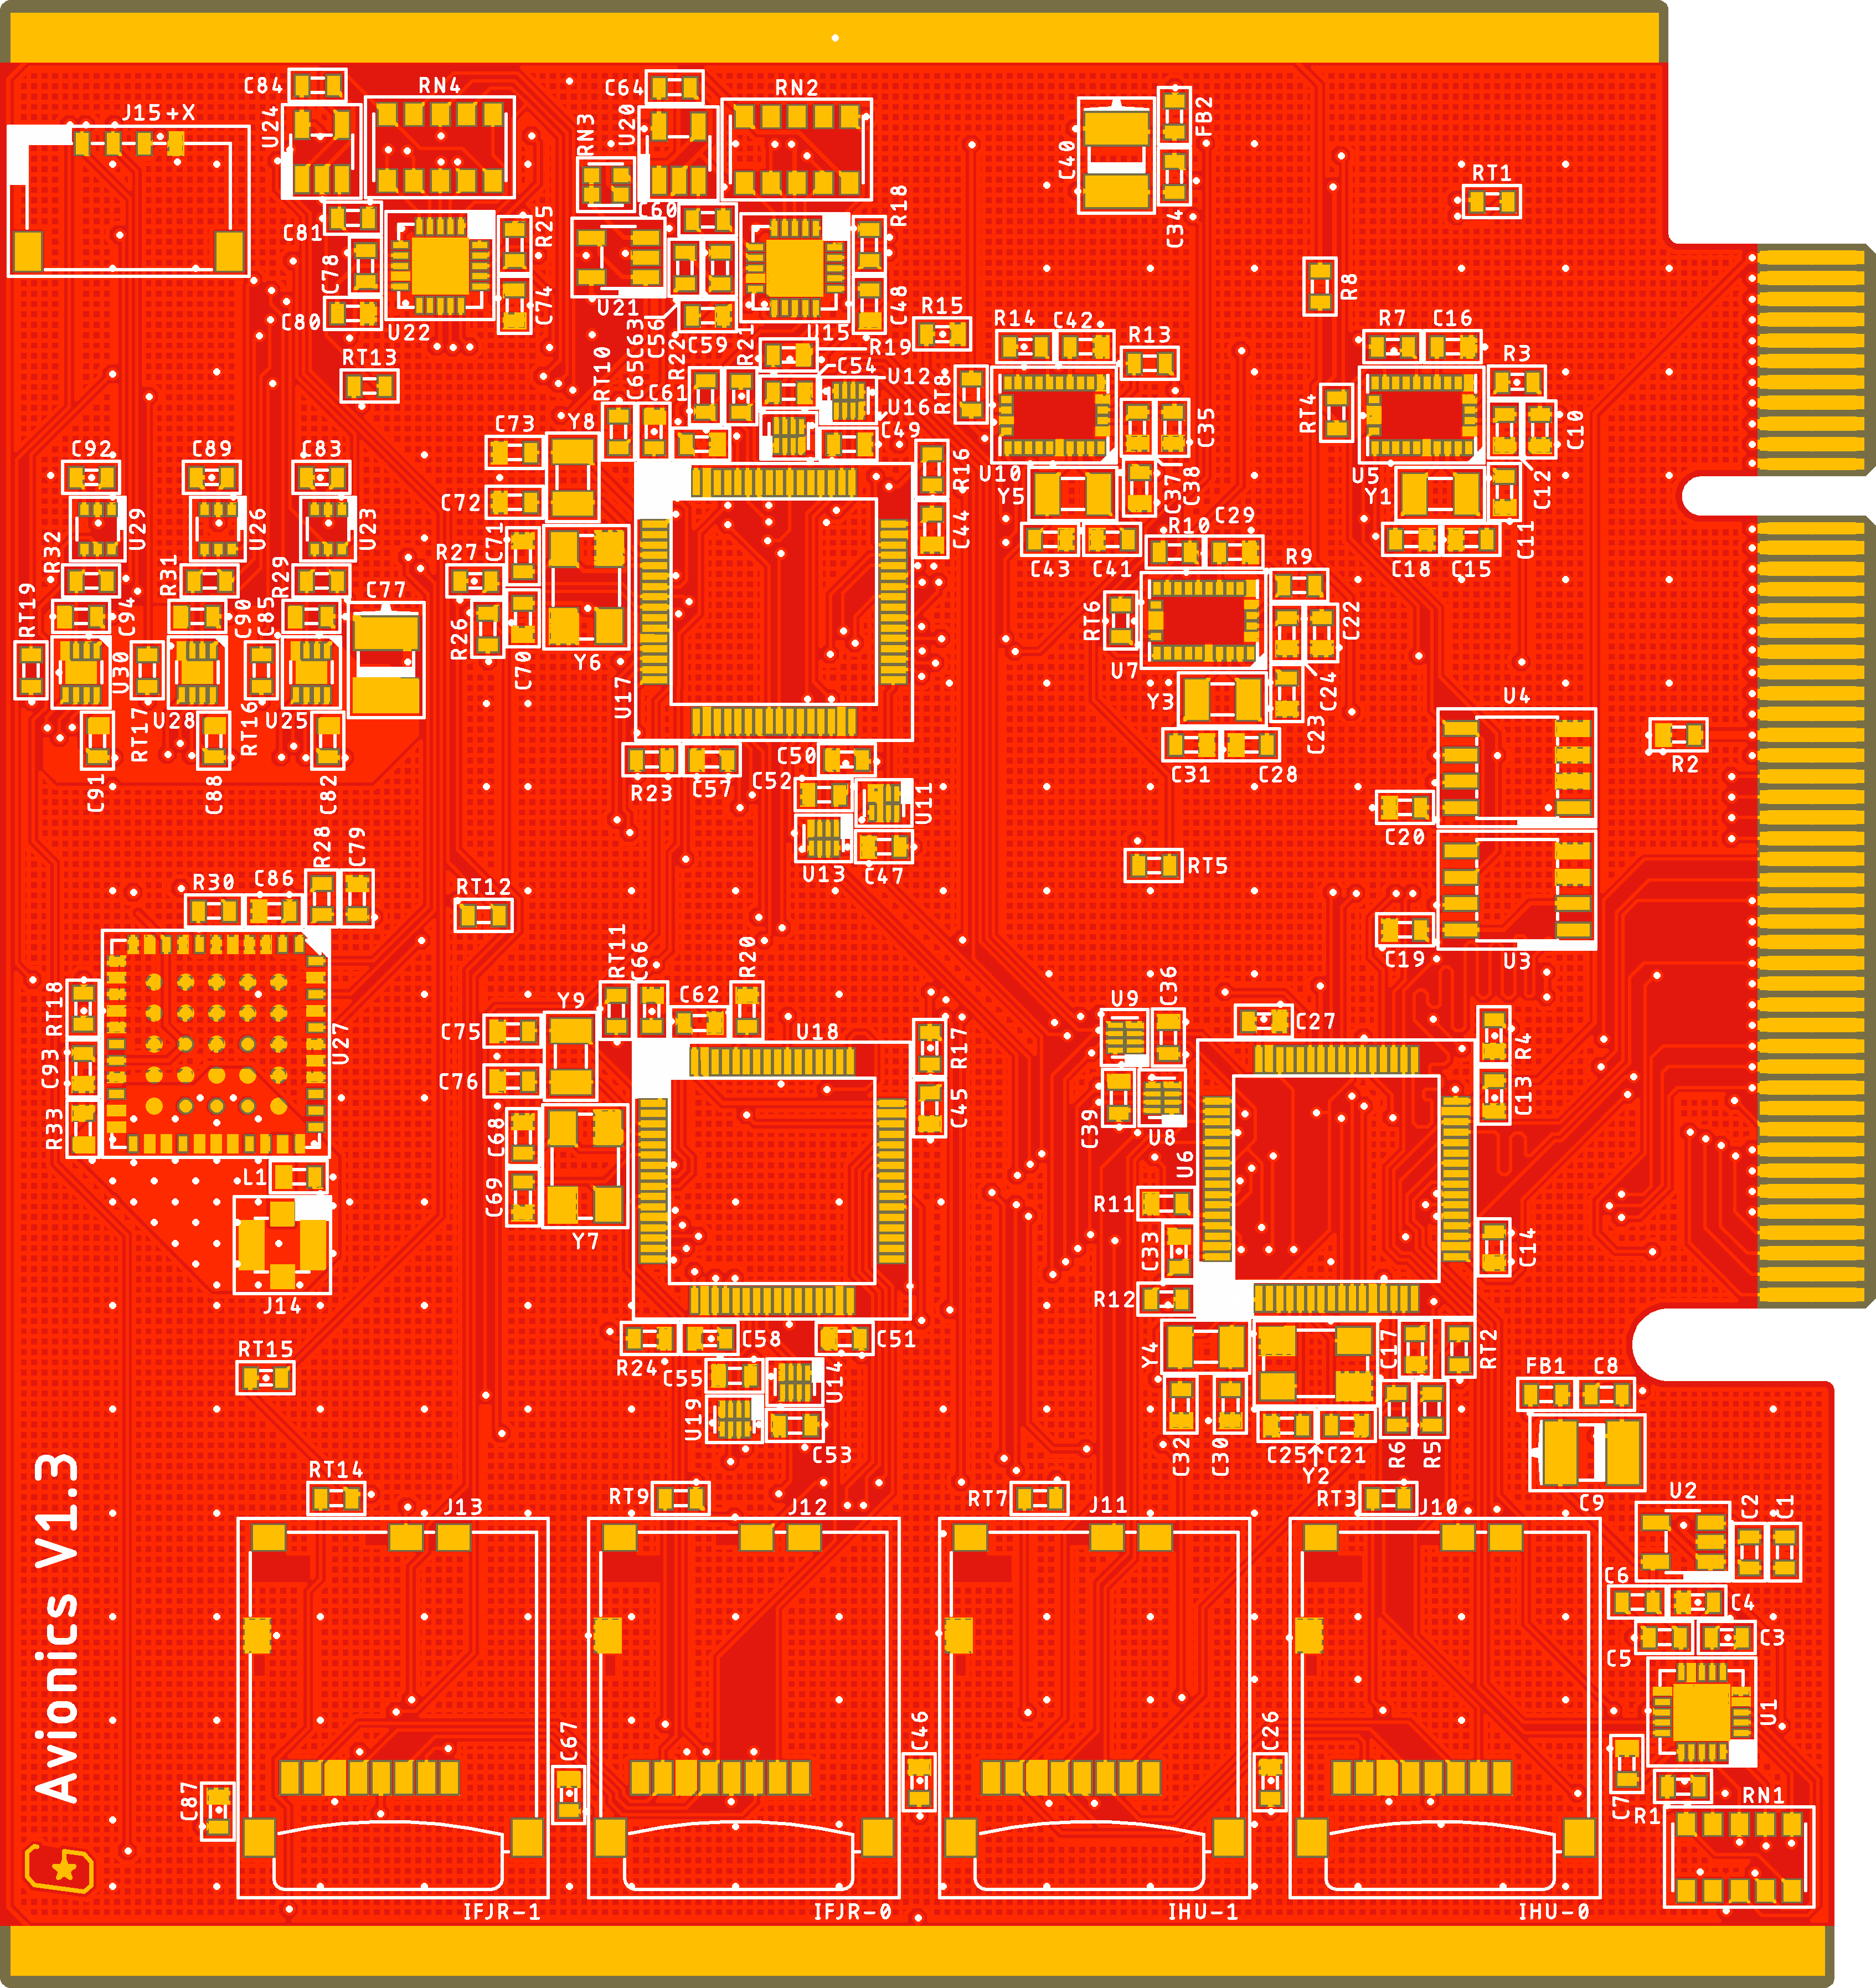 C84
RN4
C64
RN2
J15+X
U24
RN3
U20
C40
FB2
RT1
C81
C78
C80
U22
R25
C74
C60
U21
R18
C48
U15
C34
R8
RT13
RT10
C65
C63
C56
C61
R22
C59
R21
R19
C54
U12
U16
C49
R15
RT8
R14
C42
R13
R7
C16
R3
RT4
C92
C89
C83
C73
Y8
C72
R16
C44
U10
Y5
C35
C38
C37
U5
Y1
C10
C12
C11
R32
U29
U26
U23
R31
R29
R27
C71
C43
C41
R10
C29
R9
C18
C15
RT19
C94
C90
C85
C77
R26
C70
Y6
U17
RT6
U7
C22
C24
C23
Y3
U30
RT17
U28
RT16
U25
C91
C88
C82
R23
C57
C50
C52
U11
U13
C47
C31
C28
U4
R2
C20
RT5
R28
C79
R30
C86
RT12
C19
U3
RT18
C93
R33
U27
RT11
C66
R20
C62
Y9
C75
C76
U18
R17
C45
U9
C36
C39
U8
C27
R4
C13
U6
C68
C69
Y7
L1
J14
R11
C33
R12
C14
RT15
R24
C58
C51
C55
U14
U19
C53
Y4
C32
C30
C25
C21
Y2
C17
RT2
R6
R5
FB1
C8
C9
Avionics V1.3
RT14
J13
RT9
J12
RT7
J11
RT3
J10
U2
C2
C1
C6
C4
C5
C3
U1
C87
C67
C46
C26
C7
R1
RN1
IFJR-1
IFJR-0
IHU-1
IHU-0